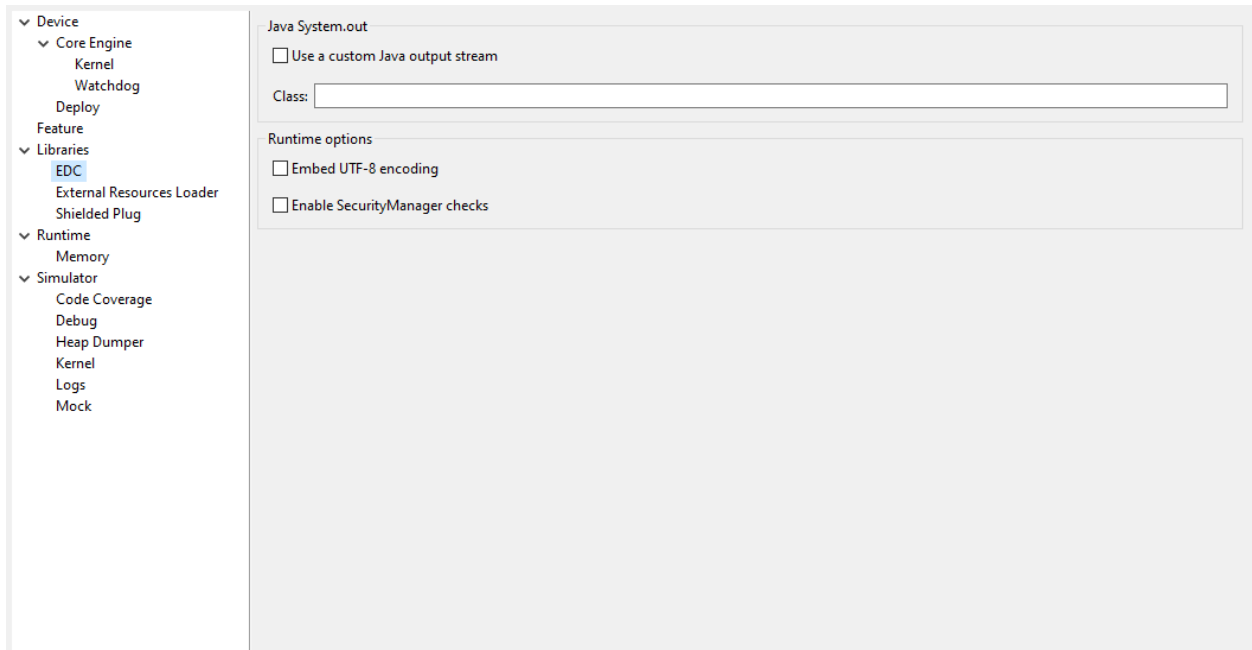 Device
Core Engine
Kernel
Watchdog
Deploy
Feature
Libraries
EDC
External Resources Loader
Shielded Plug
Runtime
Memory
Simulator
Code Coverage
Debug
Heap Dumper
Kernel
Logs
Mock
Java System.out
Use a custom Java output stream
Class:
Runtime options
Embed UTF-8 encoding
Enable SecurityManager checks